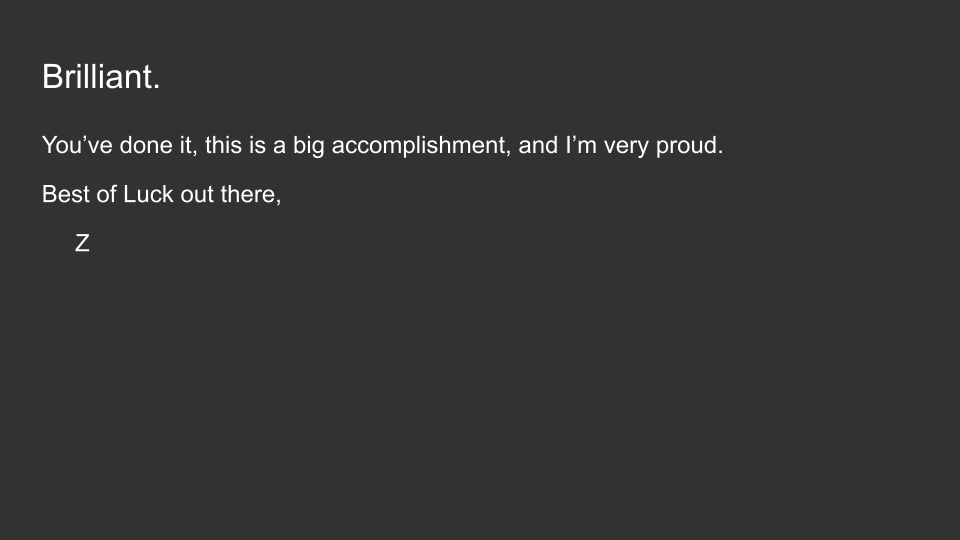 Brilliant.
You’ve done it, this is a big accomplishment, and I’m very proud.
Best of Luck out there,
Z